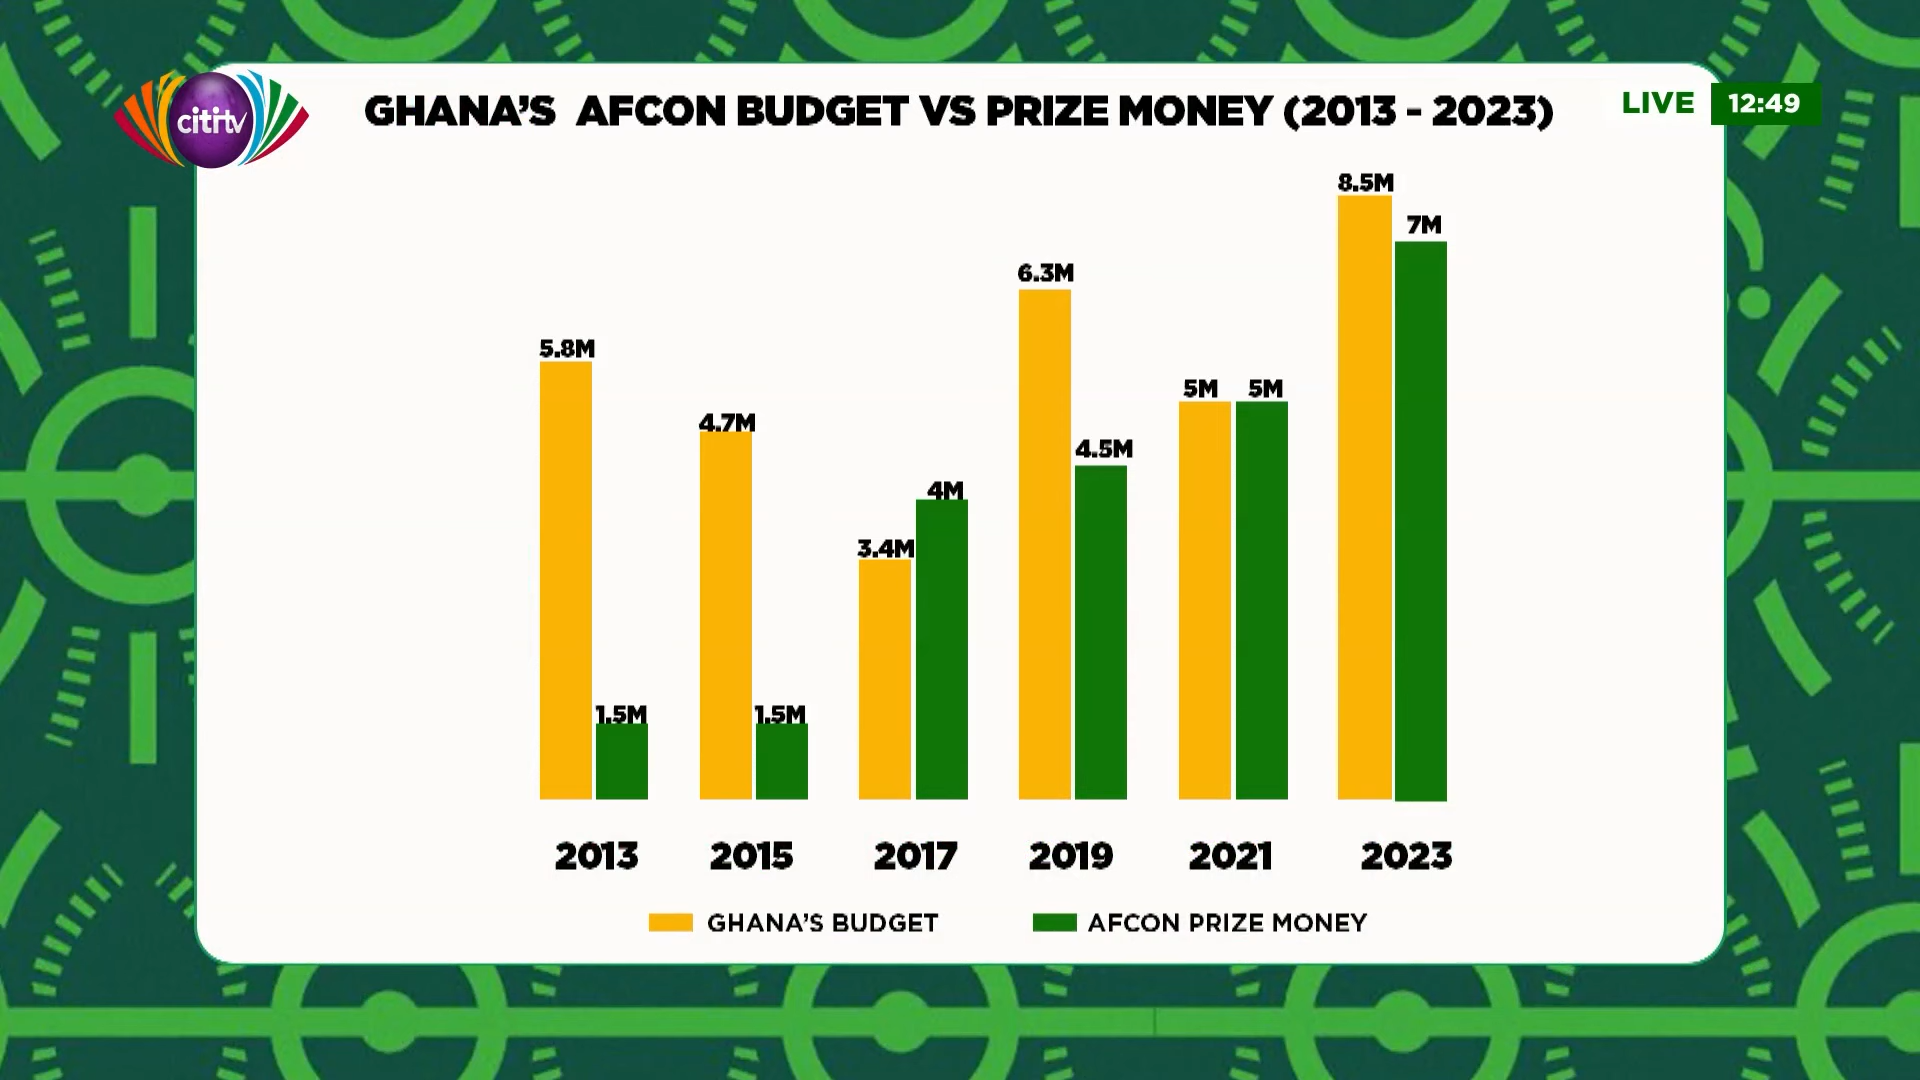 cititv
GHANA'S AFCON BUDGET VS PRIZE MONEY (2013 - 2023)
LIVE 12:49
5.8M
1.5M
4.7M
1.5M
3.4M
4M
6.3M
4.5M
5M
5M
8.5M
7M
2013 2015 2017 2019 2021 2023
GHANA'S BUDGET AFCON PRIZE MONEY